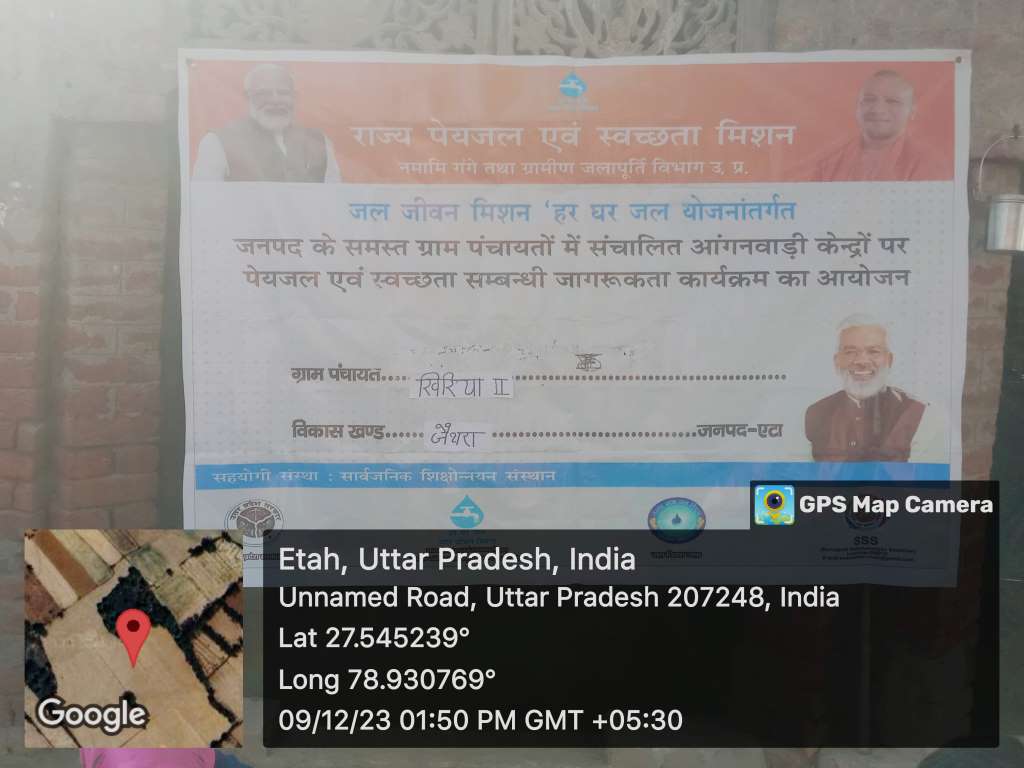 राज्य पेयजल एवं स्वच्छता मिशन
नमामि गंगे तथा ग्रामीण जलापूर्ति विभाग उ. प्र.
जल जीवन मिशन 'हर घर जल योजनांतर्गत
जनपद के समस्त ग्राम पंचायतों में संचालित आंगनवाड़ी केन्द्रों पर
पेयजल एवं स्वच्छता सम्बन्धी जागरूकता कार्यक्रम का आयोजन
ग्राम पंचायत.... खिरिया II
विकास खण्ड...... जैथरा ........जनपद-एटा
सहयोगी संस्था : सार्वजनिक शिक्षोन्नयन संस्थान
SSS
GPS Map Camera
Etah, Uttar Pradesh, India
Unnamed Road, Uttar Pradesh 207248, India
Lat 27.545239°
Long 78.930769°
09/12/23 01:50 PM GMT +05:30
Google